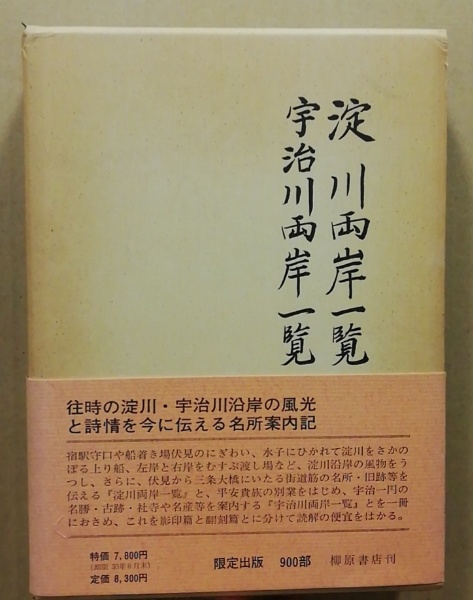 淀川両岸一覧
宇治川両岸一覧
往時の淀川・宇治川沿岸の風光
と詩情を今に伝える名所案内記
宿駅守口や船着き場伏見のにぎわい、水子にひかれて淀川をさかの
ぼる上り船、左岸と右岸をむすぶ渡し場など、淀川沿岸の風物をう
つし、さらに、伏見から三条大橋にいたる街道筋の名所・旧跡等を
伝える『淀川両岸一覧』と、平安貴族の別業をはじめ、宇治一円の
名勝・古跡・社寺や名産等を案内する『宇治川両岸一覧』とを一冊
におさめ、これを影印篇と翻刻篇とに分けて読解の便宜をはかる。
特価 7,800円
定価 8,300円
限定出版 900部 柳原書店刊